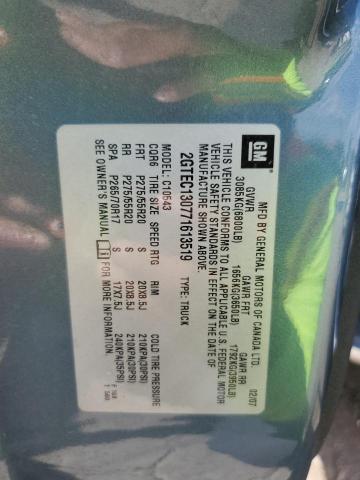 GM
MFD BY GENERAL MOTORS OF CANADA LTD.
02/07
GVWR GAWR FRT GAWR RR
3085KG(6800LB) 1656KG(3650LB) 1792KG(3950LB)
THIS VEHICLE CONFORMS TO ALL APPLICABLE U.S. FEDERAL MOTOR
VEHICLE SAFETY STANDARDS IN EFFECT ON THE DATE OF
MANUFACTURE SHOWN ABOVE.
2GTEC130771613519 TYPE: TRUCK
C10543
CQR6 TIRE SIZE SPEED RTG RIM COLD TIRE PRESSURE
FRT P275/55R20 S 20X8.5J 210KPA(30PSI)
RR P275/55R20 S 20X8.5J 210KPA(30PSI)
SPA P265/70R17 S 17X7.5J 240KPA(35PSI)
SEE OWNER'S MANUAL FOR MORE INFORMATION